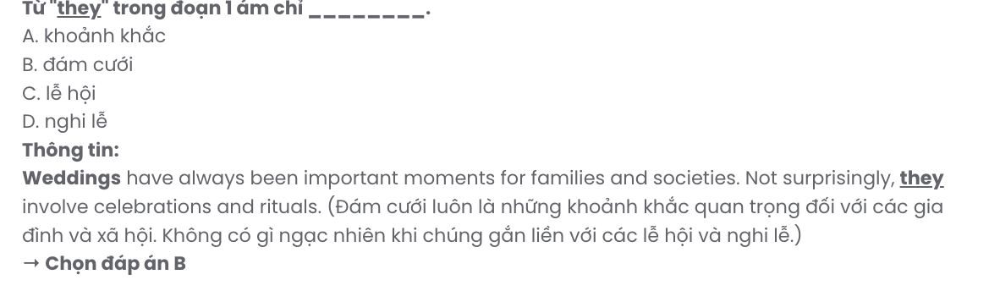 Từ "they" trong đoạn 1 ám chỉ ________.
A. khoảnh khắc
B. đám cưới
C. lễ hội
D. nghi lễ
Thông tin:
Weddings have always been important moments for families and societies. Not surprisingly, they
involve celebrations and rituals. (Đám cưới luôn là những khoảnh khắc quan trọng đối với các gia
đình và xã hội. Không có gì ngạc nhiên khi chúng gắn liền với các lễ hội và nghi lễ.)
→ Chọn đáp án B